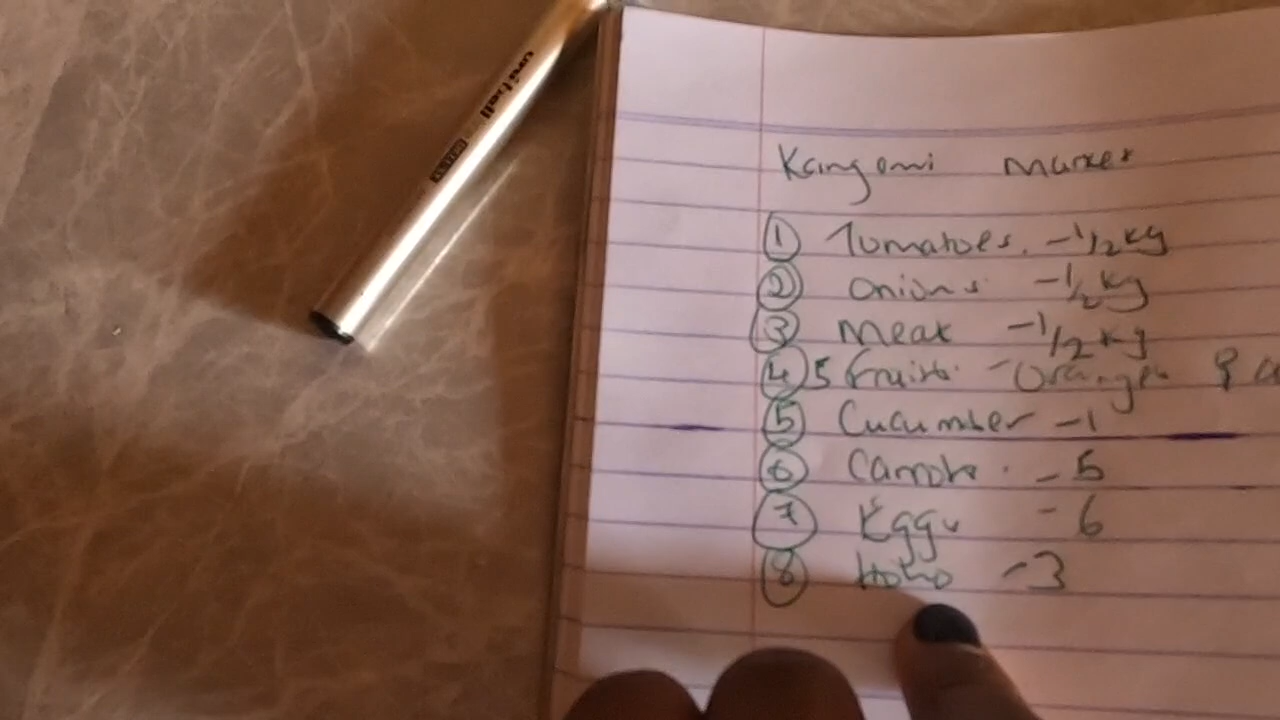 uniball
Kangemi Market
1 Tomatoes. - 1/2 kg
2 Onions - 1/2 kg
3 Meat - 1/2 kg
4 5 Fruits - Oranges &
5 Cucumber - 1
6 Carrots - 5
7 Eggs - 6
8 Hoho - 3